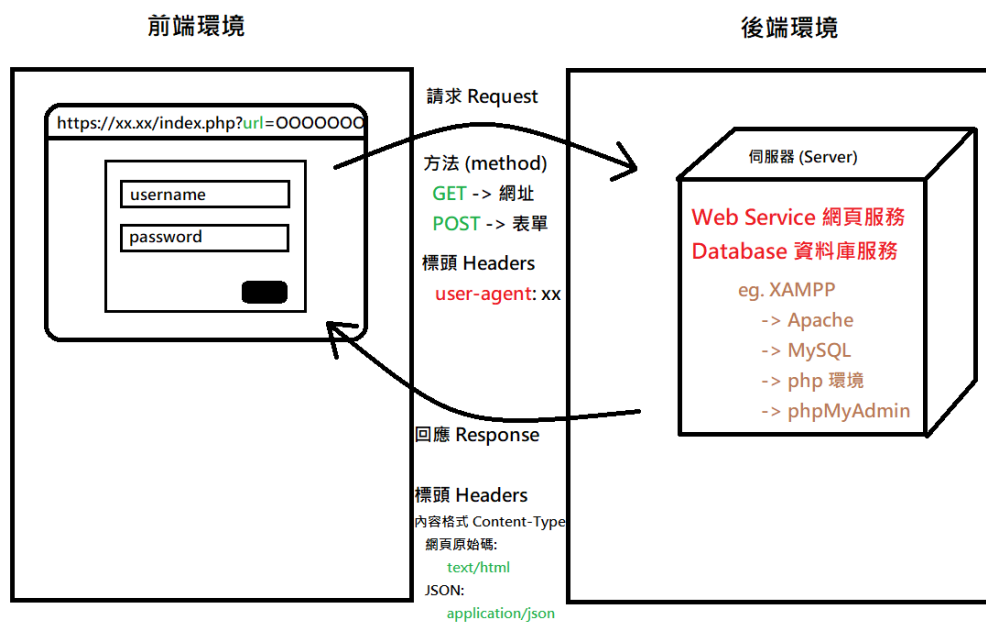 前端環境
後端環境
https://xx.xx/index.php?url=OOOOOOO
username
password
請求 Request
方法 (method)
GET -> 網址
POST -> 表單
標頭 Headers
user-agent: xx
回應 Response
標頭 Headers
內容格式 Content-Type
網頁原始碼:
text/html
JSON:
application/json
伺服器 (Server)
Web Service 網頁服務
Database 資料庫服務
eg. XAMPP
-> Apache
-> MySQL
-> php 環境
-> phpMyAdmin